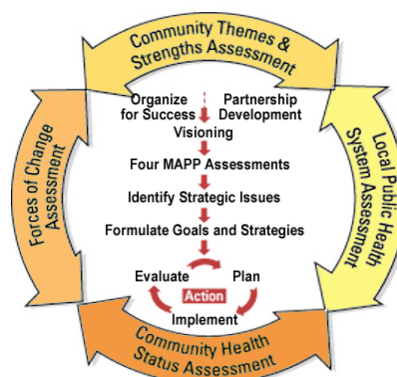 Community Themes &
Strengths Assessment
Organize
for Success
Partnership
Development
Visioning
Four MAPP Assessments
Identify Strategic Issues
Formulate Goals and Strategies
Evaluate
Plan
Action
Implement
Forces of Change
Assessment
Local Public Health
System Assessment
Community Health
Status Assessment